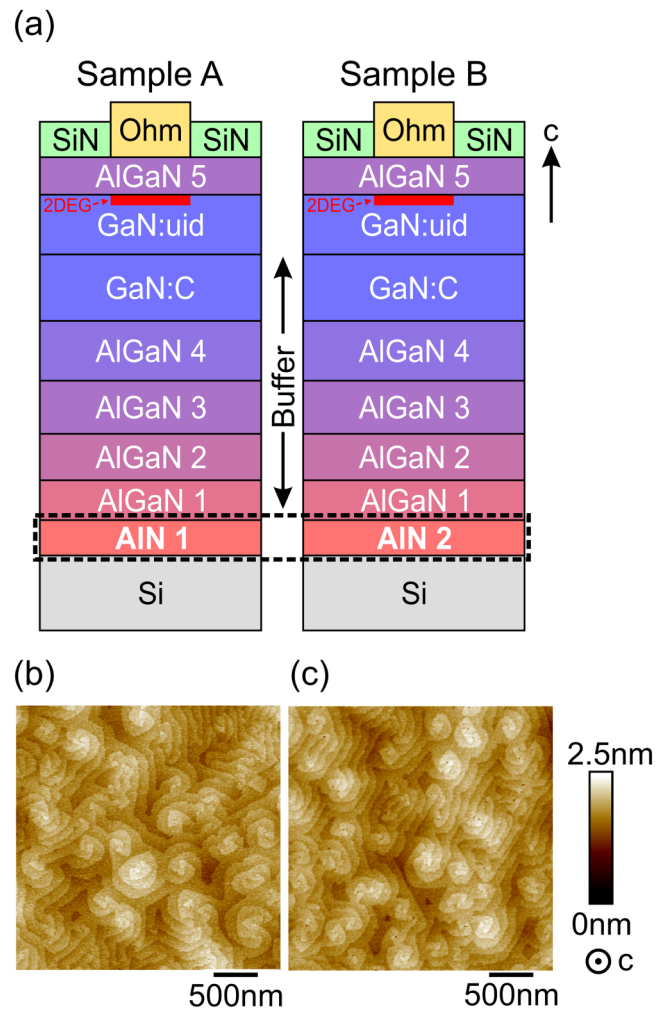 (a)
Sample A Sample B
SiN Ohm SiN SiN Ohm SiN c
AlGaN 5 AlGaN 5
2DEG 2DEG
GaN:uid GaN:uid
GaN:C GaN:C
Buffer
AlGaN 4 AlGaN 4
AlGaN 3 AlGaN 3
AlGaN 2 AlGaN 2
AlGaN 1 AlGaN 1
AlN 1 AlN 2
Si Si
(b) (c)
2.5nm
0nm
c
500nm 500nm